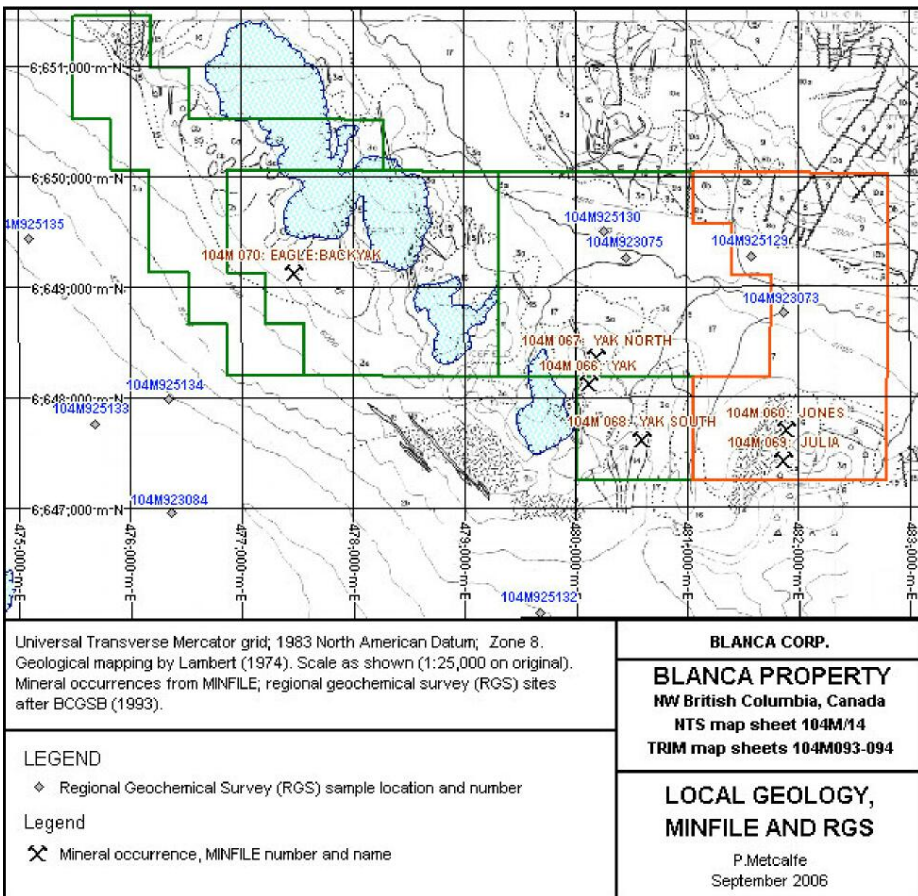 YUKON
6,651,000-m-N
6,650,000-m-N
104M925130
4M925135
104M923075
104M925129
104M 070: EAGLE:BACKYAK
6,649,000-m-N
104M923073
104M 067: YAK NORTH
104M 066: YAK
104M925134
6,648,000-m-N
104M925133
104M 068: YAK SOUTH
104M 060: JONES
104M 069: JULIA
104M923084
6,647,000-m-N
475,000-m-E
476,000-m-E
477,000-m-E
478,000-m-E
479,000-m-E
480,000-m-E
481,000-m-E
482,000-m-E
483,
104M925132
Universal Transverse Mercator grid; 1983 North American Datum; Zone 8.
Geological mapping by Lambert (1974). Scale as shown (1:25,000 on original).
Mineral occurrences from MINFILE; regional geochemical survey (RGS) sites
after BCGSB (1993).
LEGEND
Regional Geochemical Survey (RGS) sample location and number
Legend
Mineral occurrence, MINFILE number and name
BLANCA CORP.
BLANCA PROPERTY
NW British Columbia, Canada
NTS map sheet 104M/14
TRIM map sheets 104M093-094
LOCAL GEOLOGY,
MINFILE AND RGS
P.Metcalfe
September 2006